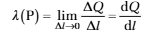 λ(P) = lim Δl→0 ΔQ/Δl = dQ/dl